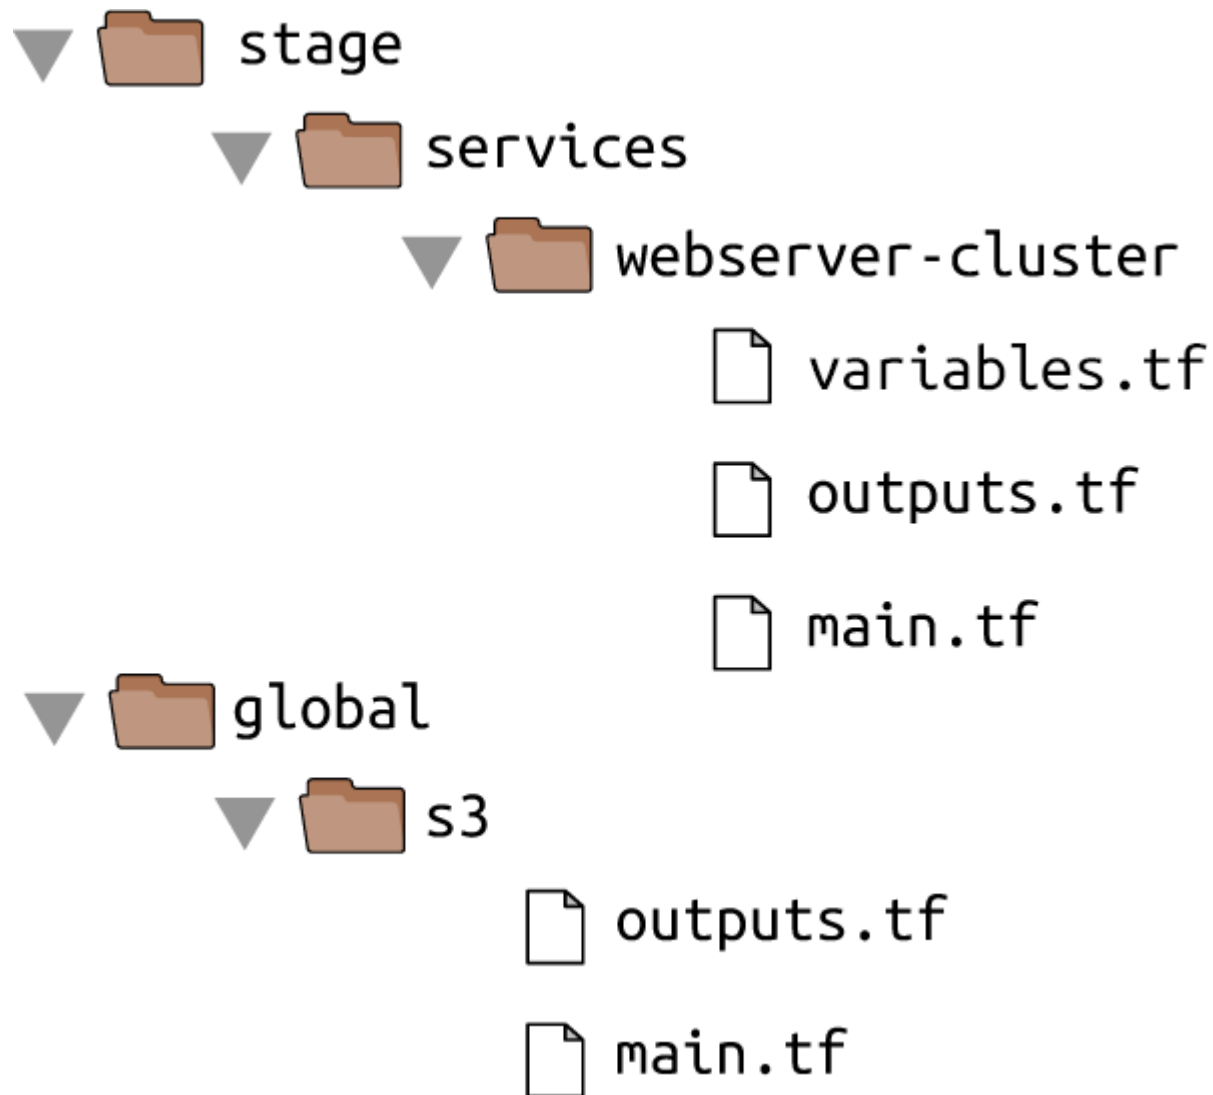 stage
services
webserver-cluster
variables.tf
outputs.tf
main.tf
global
s3
outputs.tf
main.tf